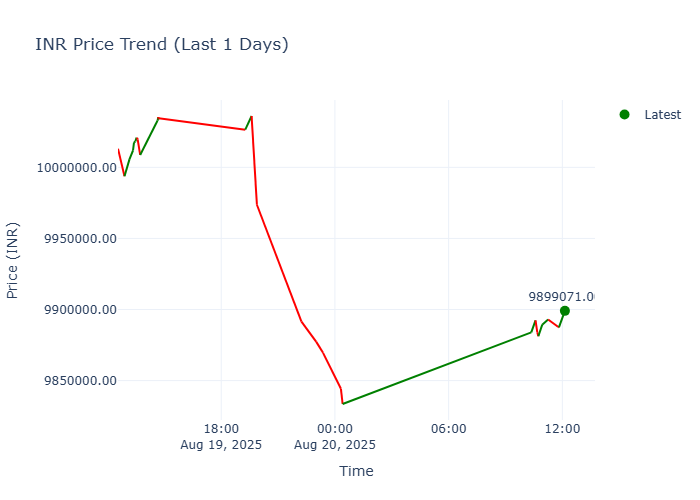 INR Price Trend (Last 1 Days)
Latest
10000000.00
9950000.00
9900000.00
9850000.00
Price (INR)
9899071.00
18:00
Aug 19, 2025
00:00
Aug 20, 2025
06:00
12:00
Time